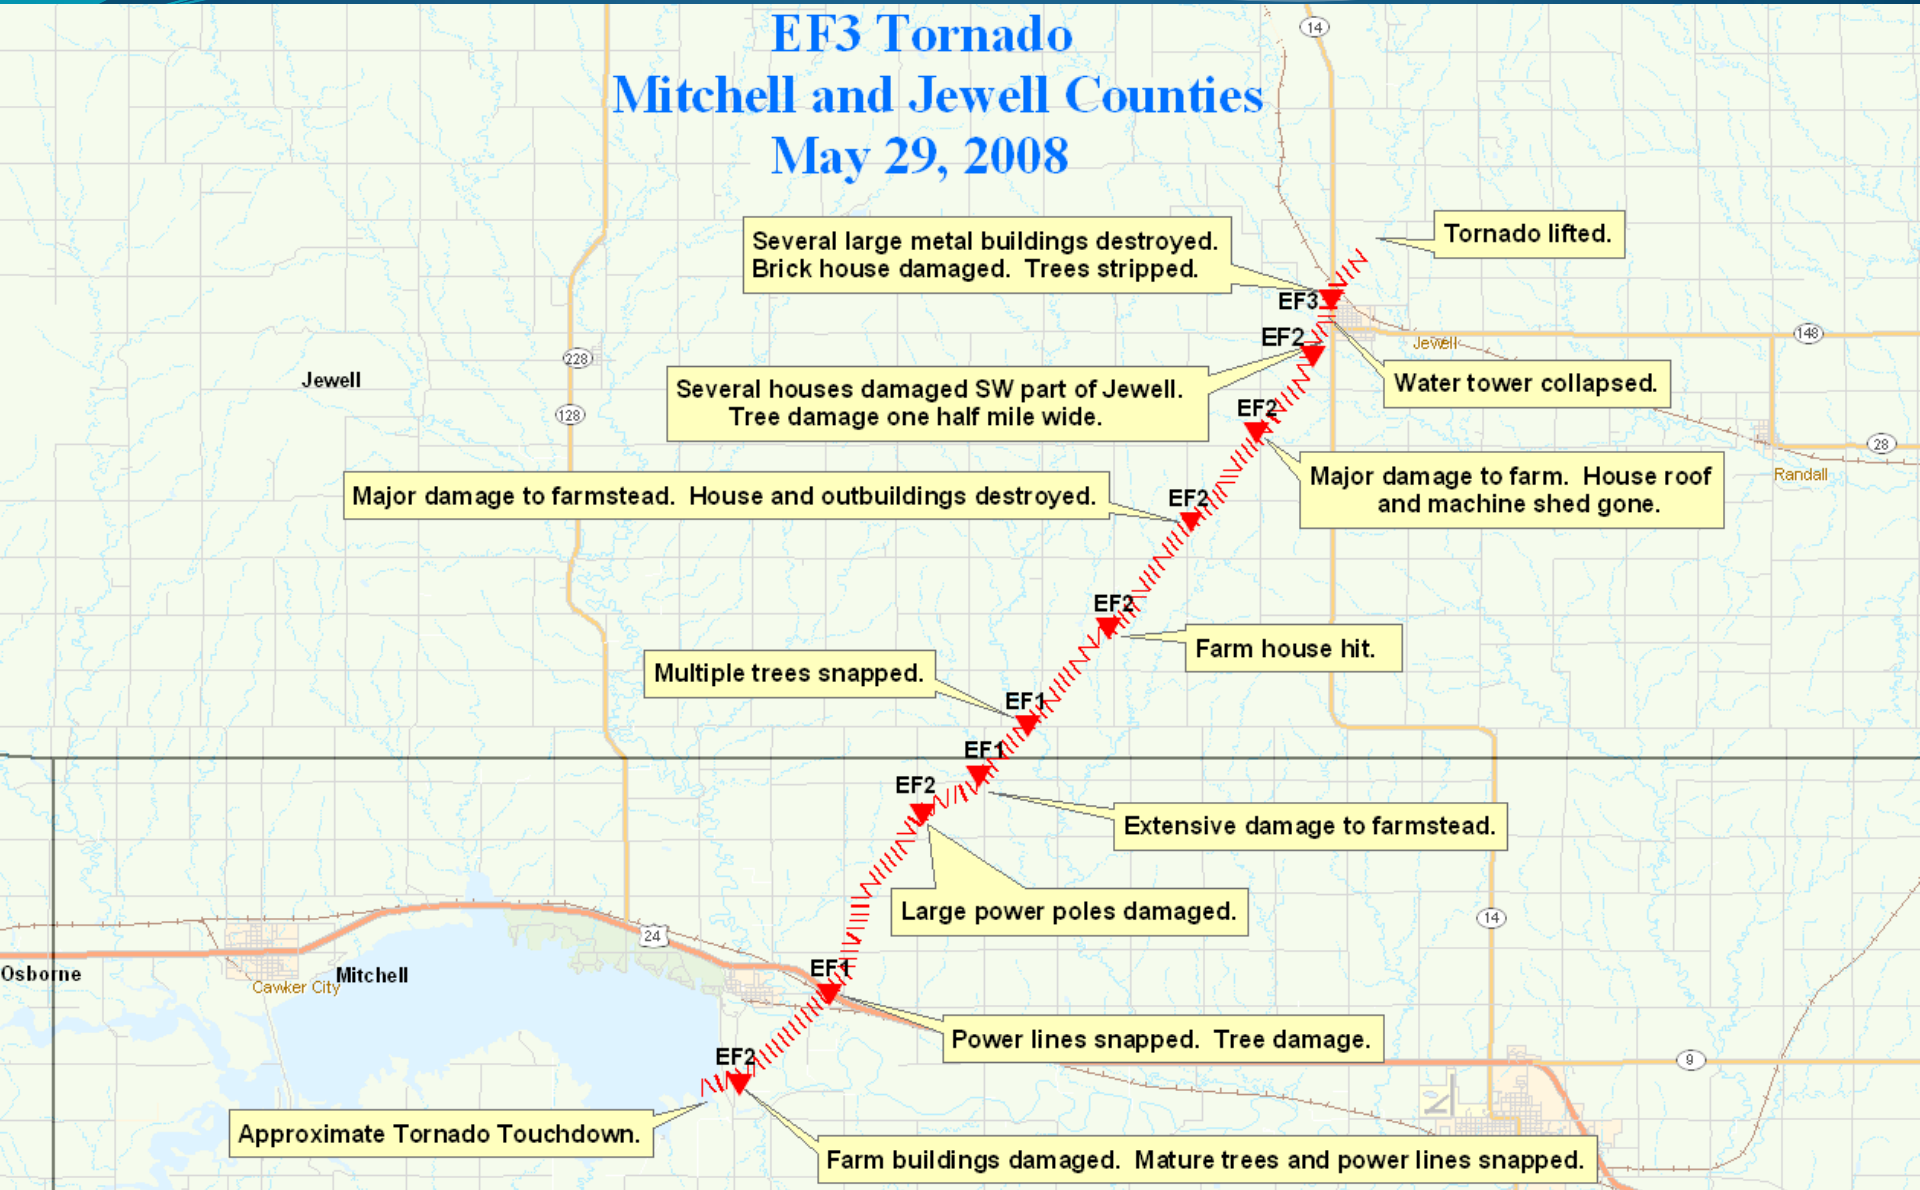 EF3 Tornado
Mitchell and Jewell Counties
May 29, 2008
14
Several large metal buildings destroyed.
Brick house damaged.  Trees stripped.
Tornado lifted.
EF3
EF2
148
Jewell
228
Jewell
Several houses damaged SW part of Jewell.
Tree damage one half mile wide.
Water tower collapsed.
128
EF2
28
Randall
Major damage to farm.  House roof
and machine shed gone.
Major damage to farmstead.  House and outbuildings destroyed.
EF2
EF2
Farm house hit.
Multiple trees snapped.
EF1
EF1
EF2
Extensive damage to farmstead.
Large power poles damaged.
14
24
Osborne
Mitchell
Cawker City
EF1
Power lines snapped.  Tree damage.
9
EF2
Approximate Tornado Touchdown.
Farm buildings damaged.  Mature trees and power lines snapped.